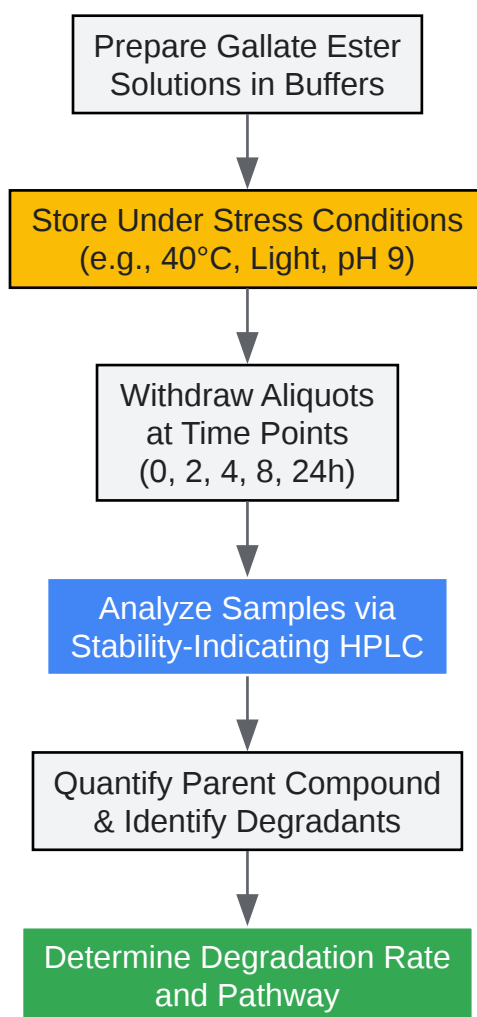 Prepare Gallate Ester
Solutions in Buffers
Store Under Stress Conditions
(e.g., 40°C, Light, pH 9)
Withdraw Aliquots
at Time Points
(0, 2, 4, 8, 24h)
Analyze Samples via
Stability-Indicating HPLC
Quantify Parent Compound
& Identify Degradants
Determine Degradation Rate
and Pathway